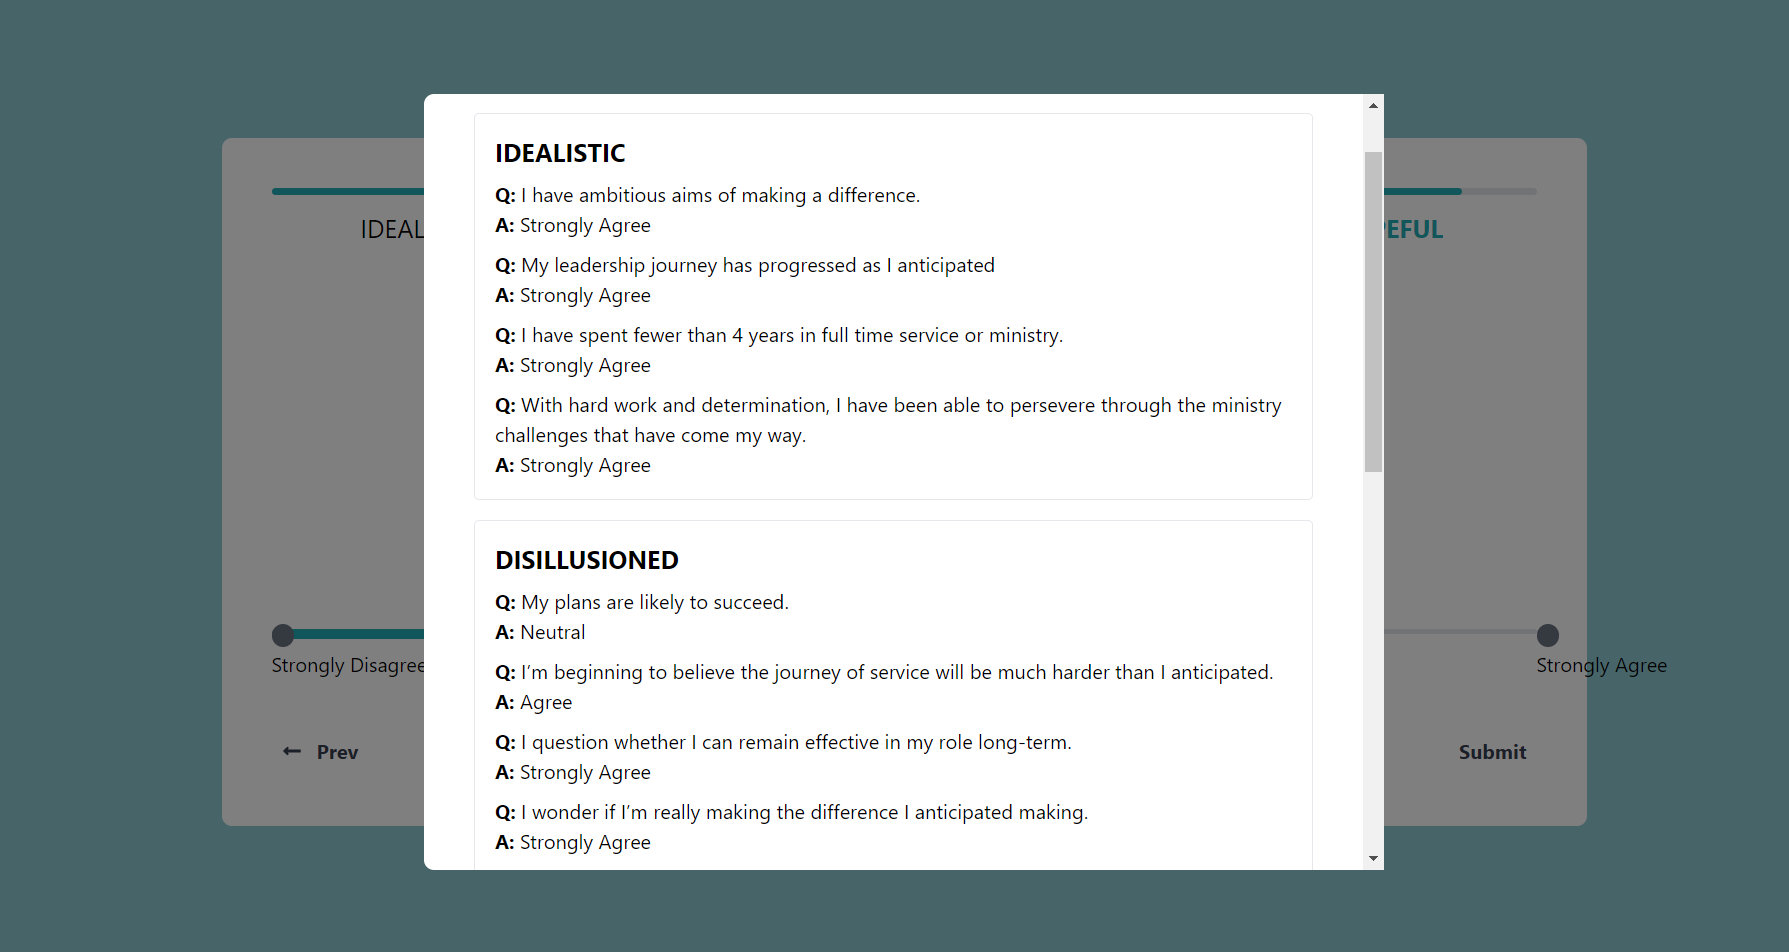 IDEALISTIC
Q: I have ambitious aims of making a difference.
A: Strongly Agree
Q: My leadership journey has progressed as I anticipated
A: Strongly Agree
Q: I have spent fewer than 4 years in full time service or ministry.
A: Strongly Agree
Q: With hard work and determination, I have been able to persevere through the ministry
challenges that have come my way.
A: Strongly Agree
DISILLUSIONED
Q: My plans are likely to succeed.
A: Neutral
Q: I’m beginning to believe the journey of service will be much harder than I anticipated.
A: Agree
Q: I question whether I can remain effective in my role long-term.
A: Strongly Agree
Q: I wonder if I’m really making the difference I anticipated making.
A: Strongly Agree
IDEAL
PEFUL
Strongly Disagree
Strongly Agree
Prev
Submit